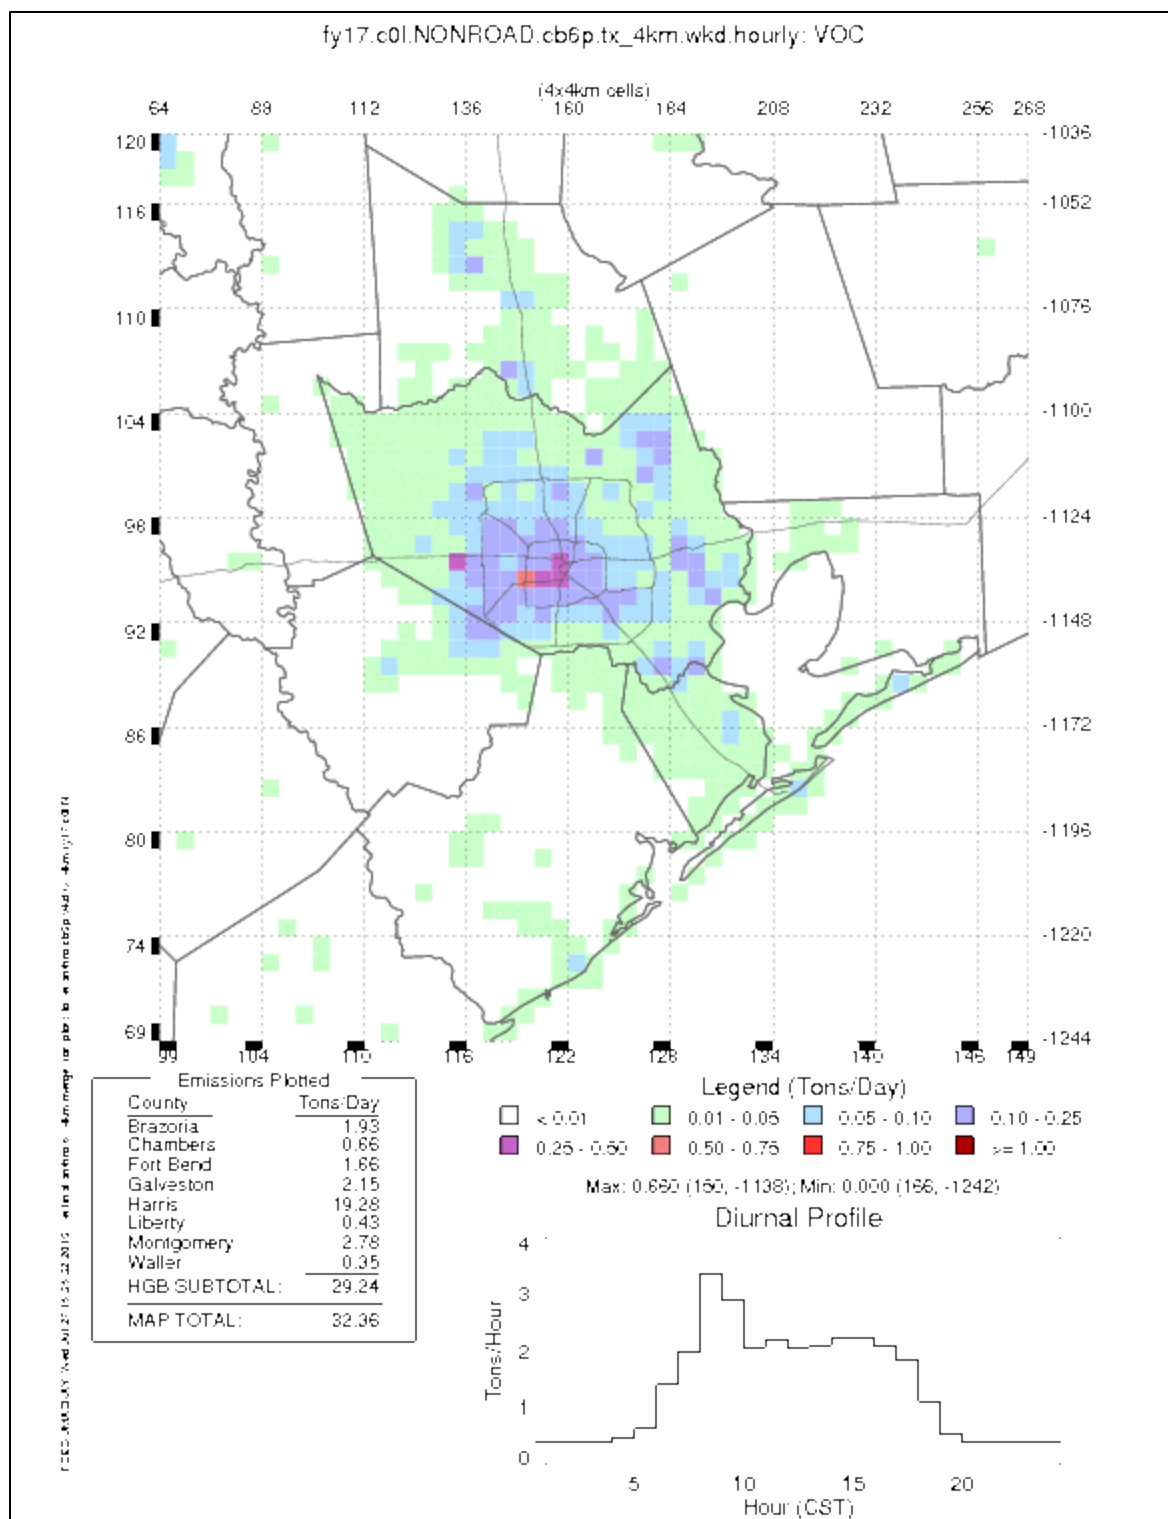 fy17.c0l.NONROAD.cb6p.tx_4km.wkd.hourly: VOC
(4x4km cells)
64 88 112 136 160 184 208 232 256 268
120 -1036
116 -1052
110 -1076
104 -1100
98 -1124
92 -1148
86 -1172
80 -1196
74 -1220
69 -1244
99 104 110 116 122 128 134 140 146 149
Emissions Plotted
County Tons/Day
Brazoria 1.93
Chambers 0.66
Fort Bend 1.66
Galveston 2.15
Harris 19.28
Liberty 0.43
Montgomery 2.78
Waller 0.35
HGB SUBTOTAL: 29.24
MAP TOTAL: 32.36
Legend (Tons/Day)
< 0.01 0.01 - 0.05 0.05 - 0.10 0.10 - 0.25
0.25 - 0.50 0.50 - 0.75 0.75 - 1.00 >= 1.00
Max: 0.660 (150, -1138); Min: 0.000 (166, -1242)
Diurnal Profile
4
3
2
1
0
Tons/Hour
5 10 15 20
Hour (CST)